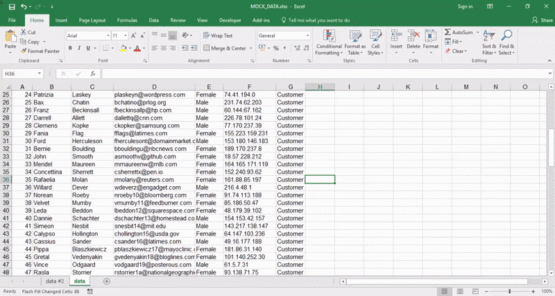 MOCK_DATA.xlsx - Excel
Sign in
File Home Insert Page Layout Formulas Data Review View Developer Add-ins Tell me what you want to do... Share
Cut
Copy
Format Painter
Paste
Clipboard
Arial 11
Font
Wrap Text
Merge & Center
Alignment
General
Number
Conditional Formatting Format as Table Cell Styles
Styles
Insert Delete Format
Cells
AutoSum
Fill
Clear
Sort & Filter Find & Select
Editing
H36
A B C D E F G H I J K L M N O
25 24 Patrizia Laskey plaskeyn@wordpress.com Female 74.41.194.0 Customer
26 25 Bax Chatin bchatino@prlog.org Male 231.74.62.203 Customer
27 26 Franz Beckinsall fbeckinsallp@hp.com Male 60.144.67.162 Customer
28 27 Darrell Allett dallettq@cnn.com Male 226.78.101.24 Customer
29 28 Clemens Kopke ckopker@samsung.com Male 77.170.237.39 Customer
30 29 Fania Flag fflags@latimes.com Female 155.223.159.231 Customer
31 30 Ford Herculeson fherculesont@domainmarket.c Male 153.180.146.183 Customer
32 31 Bernie Boulding bbouldingu@nbcnews.com Female 189.170.237.8 Customer
33 32 John Smooth Female 18.57.228.212 Customer
34 33 Meridel Maureen Female 164.165.171.119 Customer
35 34 Concettina Sherrett csherrettx@pen.io Female 152.240.93.62 Customer
36 35 Rafaelia Molan rmolany@reuters.com Female 161.88.85.197 Customer
37 36 Willard Dever wdeverz@engadget.com Male 216.4.48.1 Customer
38 37 Norean Roeby nroeby10@bloomberg.com Female 91.74.113.188 Customer
39 38 Velvet Mumby vmumby11@feedburner.com Female 85.186.50.47 Customer
40 39 Leda Beddon lbeddon12@squarespace.com Female 48.179.39.102 Customer
41 40 Dannie Schachter dschachter13@homestead.co Male 154.153.42.157 Customer
42 41 Simeon Nesbit snesbit14@mit.edu Male 143.217.138.147 Customer
43 42 Calypso Hollington chollington15@usda.gov Female 64.147.103.236 Customer
44 43 Cassius Sander csander16@latimes.com Male 49.16.177.188 Customer
45 44 Pippa Blaszkiewicz pblaszkiewicz17@mayoclinic. Female 181.86.31.140 Customer
46 45 Gretal Vedenyakin gvedenyakin18@bloglines.com Female 101.140.252.30 Customer
47 46 Vince Odgaard vodgaard19@posterous.com Male 61.5.7.31 Customer
48 47 Rasla Storrier rstorrier1a@nationalgeographi Female 93.138.71.75 Customer
data #2 data
Ready Flash Fill Changed Cells: 88
100%